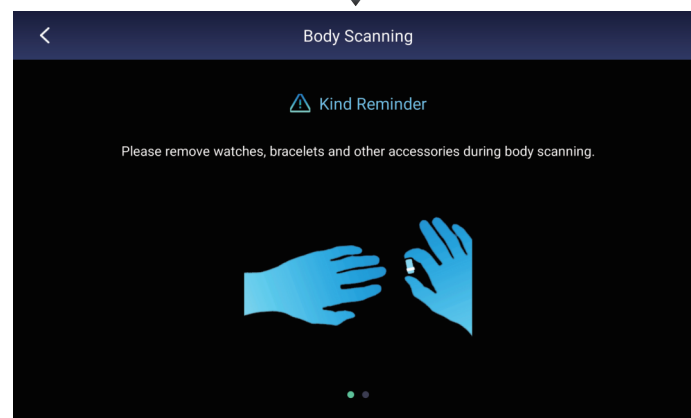 Body Scanning
Kind Reminder
Please remove watches, bracelets and other accessories during body scanning.